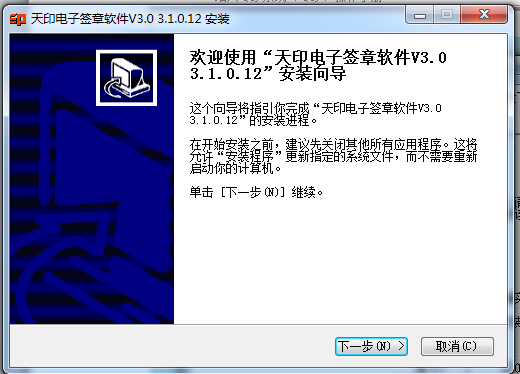 天印电子签章软件V3.0 3.1.0.12 安装
欢迎使用“天印电子签章软件V3.0
3.1.0.12”安装向导
这个向导将指引你完成“天印电子签章软件V3.0
3.1.0.12”的安装进程。
在开始安装之前，建议先关闭其他所有应用程序。这将
允许“安装程序”更新指定的系统文件，而不需要重新
启动你的计算机。
单击 [下一步(N)] 继续。
下一步(N) >
取消(C)